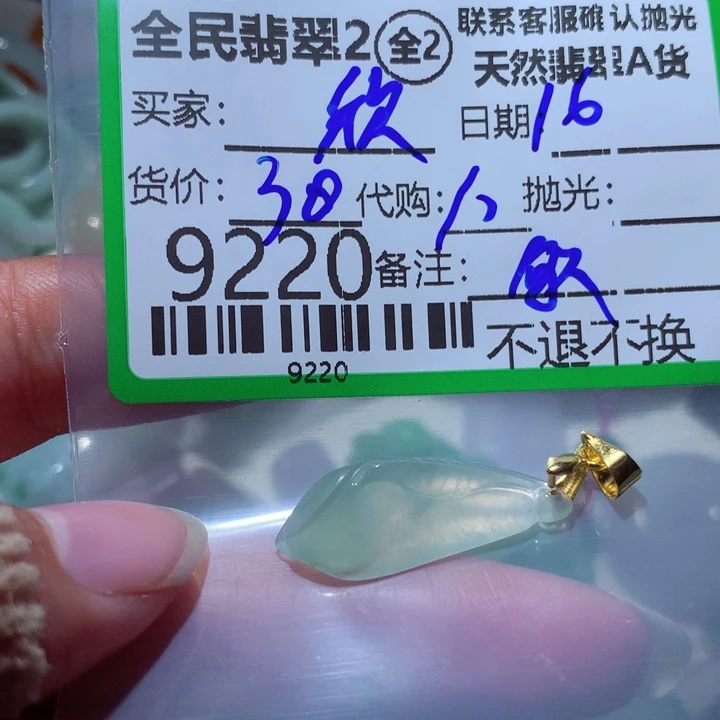 全民翡翠2 全2 联系客服确认抛光
天然翡翠A货
买家: 欣 日期: 16
货价: 38 代购: 八 抛光:
9220 备注:
不退不换
9220